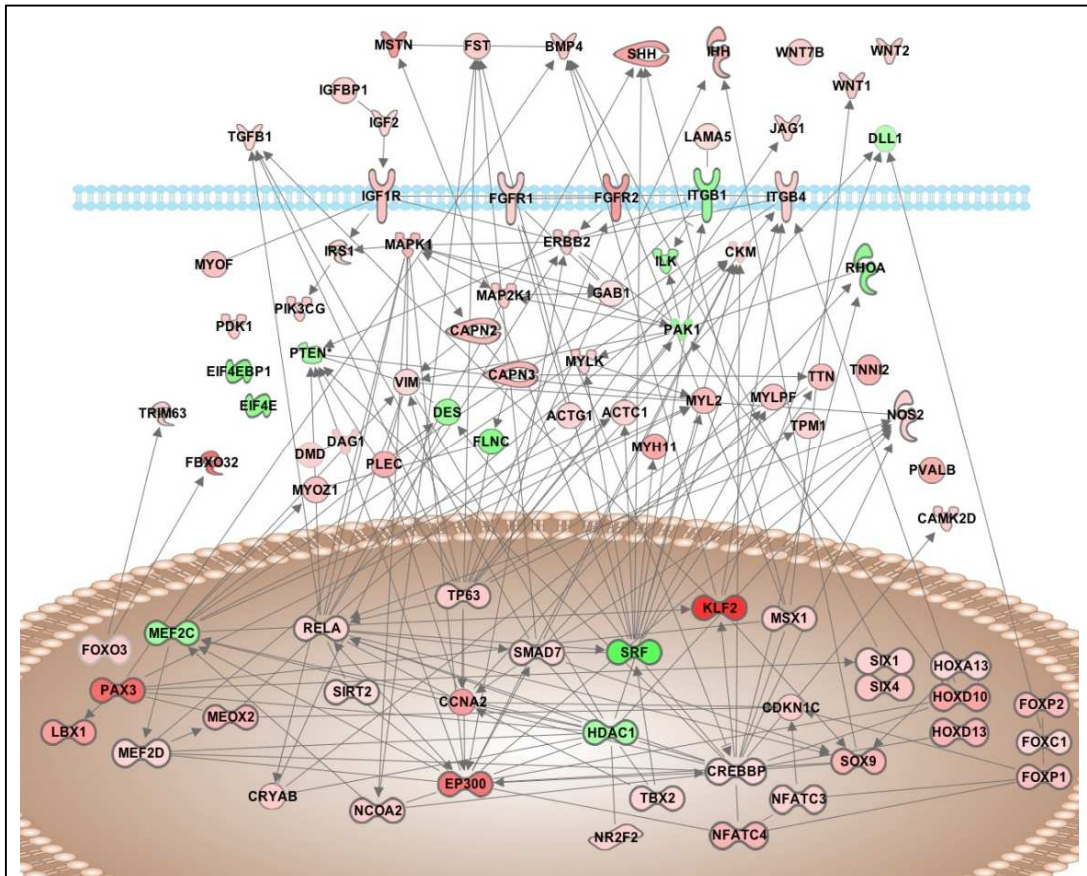 MSTN FST BMP4 SHH IHH WNT7B WNT2
IGFBP1 WNT1
TGFB1 IGF2 LAMA5 JAG1 DLL1
IGF1R FGFR1 FGFR2 ITGB1 ITGB4
MYOF IRS1 MAPK1 ERBB2 ILK CKM RHOA
PIK3CG MAP2K1 GAB1
PDK1 CAPN2 PAK1
PTEN*
EIF4EBP1 VIM CAPN3 MYLK TTN TNNI2
EIF4E DES ACTG1 ACTC1 MYL2 MYLPF NOS2
TRIM63 DAG1 FLNC MYH11 TPM1
FBXO32 DMD PLEC PVALB
MYOZ1 CAMK2D
TP63 KLF2
FOXO3 MEF2C RELA SMAD7 SRF MSX1
PAX3 SIRT2 CCNA2 CDKN1C SIX1 HOXA13
SIX4 HOXD10 FOXP2
LBX1 MEOX2 HDAC1 HOXD13 FOXC1
MEF2D CREBBP SOX9 FOXP1
CRYAB NCOA2 EP300 TBX2 NFATC3
NR2F2 NFATC4